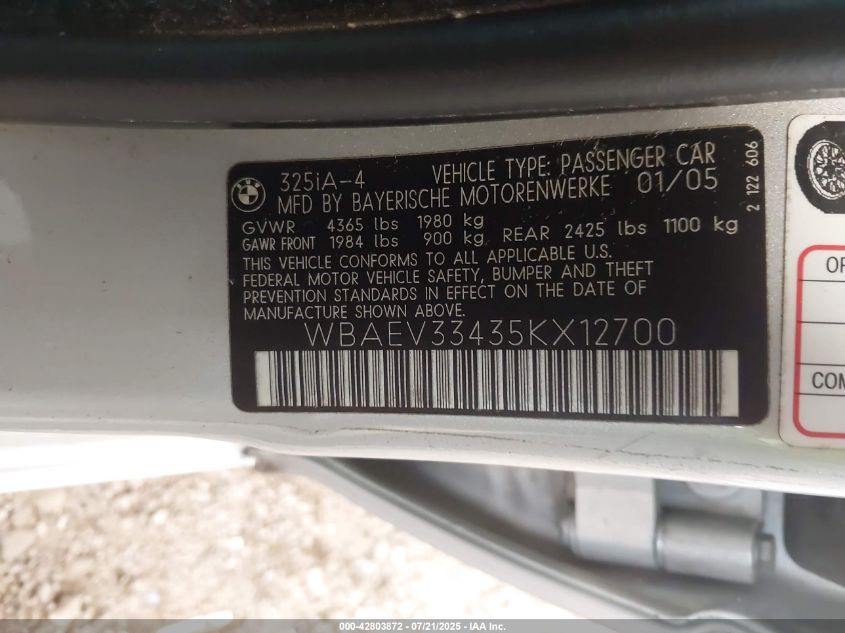 BMW
325iA-4 VEHICLE TYPE: PASSENGER CAR
MFD BY BAYERISCHE MOTORENWERKE 01/05
GVWR 4365 lbs 1980 kg
GAWR FRONT 1984 lbs 900 kg REAR 2425 lbs 1100 kg
THIS VEHICLE CONFORMS TO ALL APPLICABLE U.S.
FEDERAL MOTOR VEHICLE SAFETY, BUMPER AND THEFT
PREVENTION STANDARDS IN EFFECT ON THE DATE OF
MANUFACTURE SHOWN ABOVE.
WBAEV33435KX12700
2 122 606
OR
COM
000-42803872 - 07/21/2025 - IAA Inc.